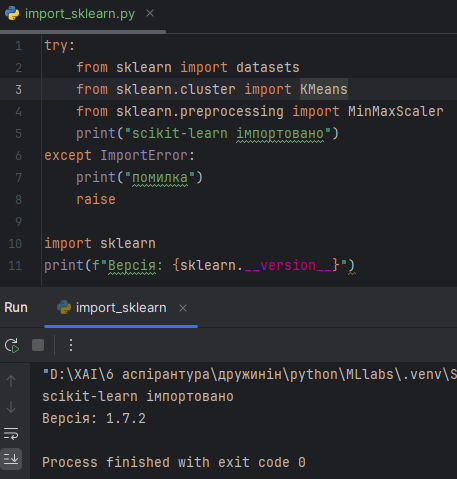 import_sklearn.py
1 try:
2     from sklearn import datasets
3     from sklearn.cluster import KMeans
4     from sklearn.preprocessing import MinMaxScaler
5     print("scikit-learn імпортовано")
6 except ImportError:
7     print("помилка")
8     raise
9
10 import sklearn
11 print(f"Версія: {sklearn.__version__}")
Run import_sklearn
"D:\XAI\6 аспірантура\дружинін\python\MLlabs\.venv\S
scikit-learn імпортовано
Версія: 1.7.2
Process finished with exit code 0